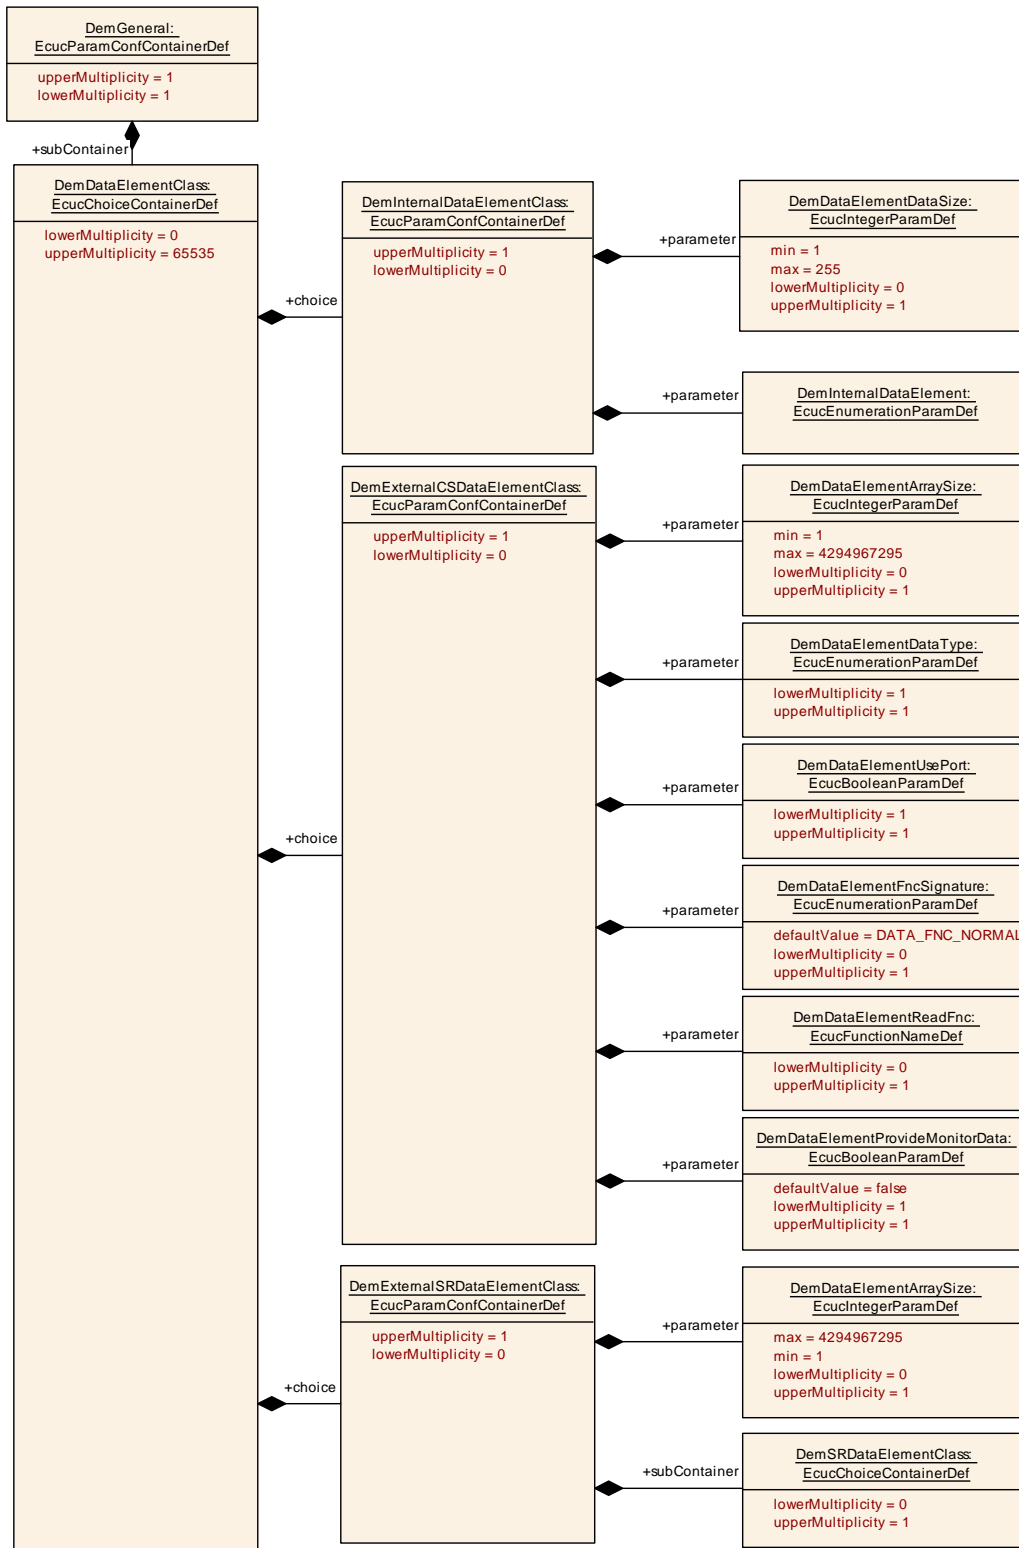 DemGeneral:
EcucParamConfContainerDef
upperMultiplicity = 1
lowerMultiplicity = 1
+subContainer
DemDataElementClass:
EcucChoiceContainerDef
lowerMultiplicity = 0
upperMultiplicity = 65535
+choice
DemInternalDataElementClass:
EcucParamConfContainerDef
upperMultiplicity = 1
lowerMultiplicity = 0
+parameter
DemDataElementDataSize:
EcucIntegerParamDef
min = 1
max = 255
lowerMultiplicity = 0
upperMultiplicity = 1
+parameter
DemInternalDataElement:
EcucEnumerationParamDef
+choice
DemExternalCSDataElementClass:
EcucParamConfContainerDef
upperMultiplicity = 1
lowerMultiplicity = 0
+parameter
DemDataElementArraySize:
EcucIntegerParamDef
min = 1
max = 4294967295
lowerMultiplicity = 0
upperMultiplicity = 1
+parameter
DemDataElementDataType:
EcucEnumerationParamDef
lowerMultiplicity = 1
upperMultiplicity = 1
+parameter
DemDataElementUsePort:
EcucBooleanParamDef
lowerMultiplicity = 1
upperMultiplicity = 1
+parameter
DemDataElementFncSignature:
EcucEnumerationParamDef
defaultValue = DATA_FNC_NORMAL
lowerMultiplicity = 0
upperMultiplicity = 1
+parameter
DemDataElementReadFnc:
EcucFunctionNameDef
lowerMultiplicity = 0
upperMultiplicity = 1
+parameter
DemDataElementProvideMonitorData:
EcucBooleanParamDef
defaultValue = false
lowerMultiplicity = 1
upperMultiplicity = 1
+choice
DemExternalSRDataElementClass:
EcucParamConfContainerDef
upperMultiplicity = 1
lowerMultiplicity = 0
+parameter
DemDataElementArraySize:
EcucIntegerParamDef
max = 4294967295
min = 1
lowerMultiplicity = 0
upperMultiplicity = 1
+subContainer
DemSRDataElementClass:
EcucChoiceContainerDef
lowerMultiplicity = 0
upperMultiplicity = 1